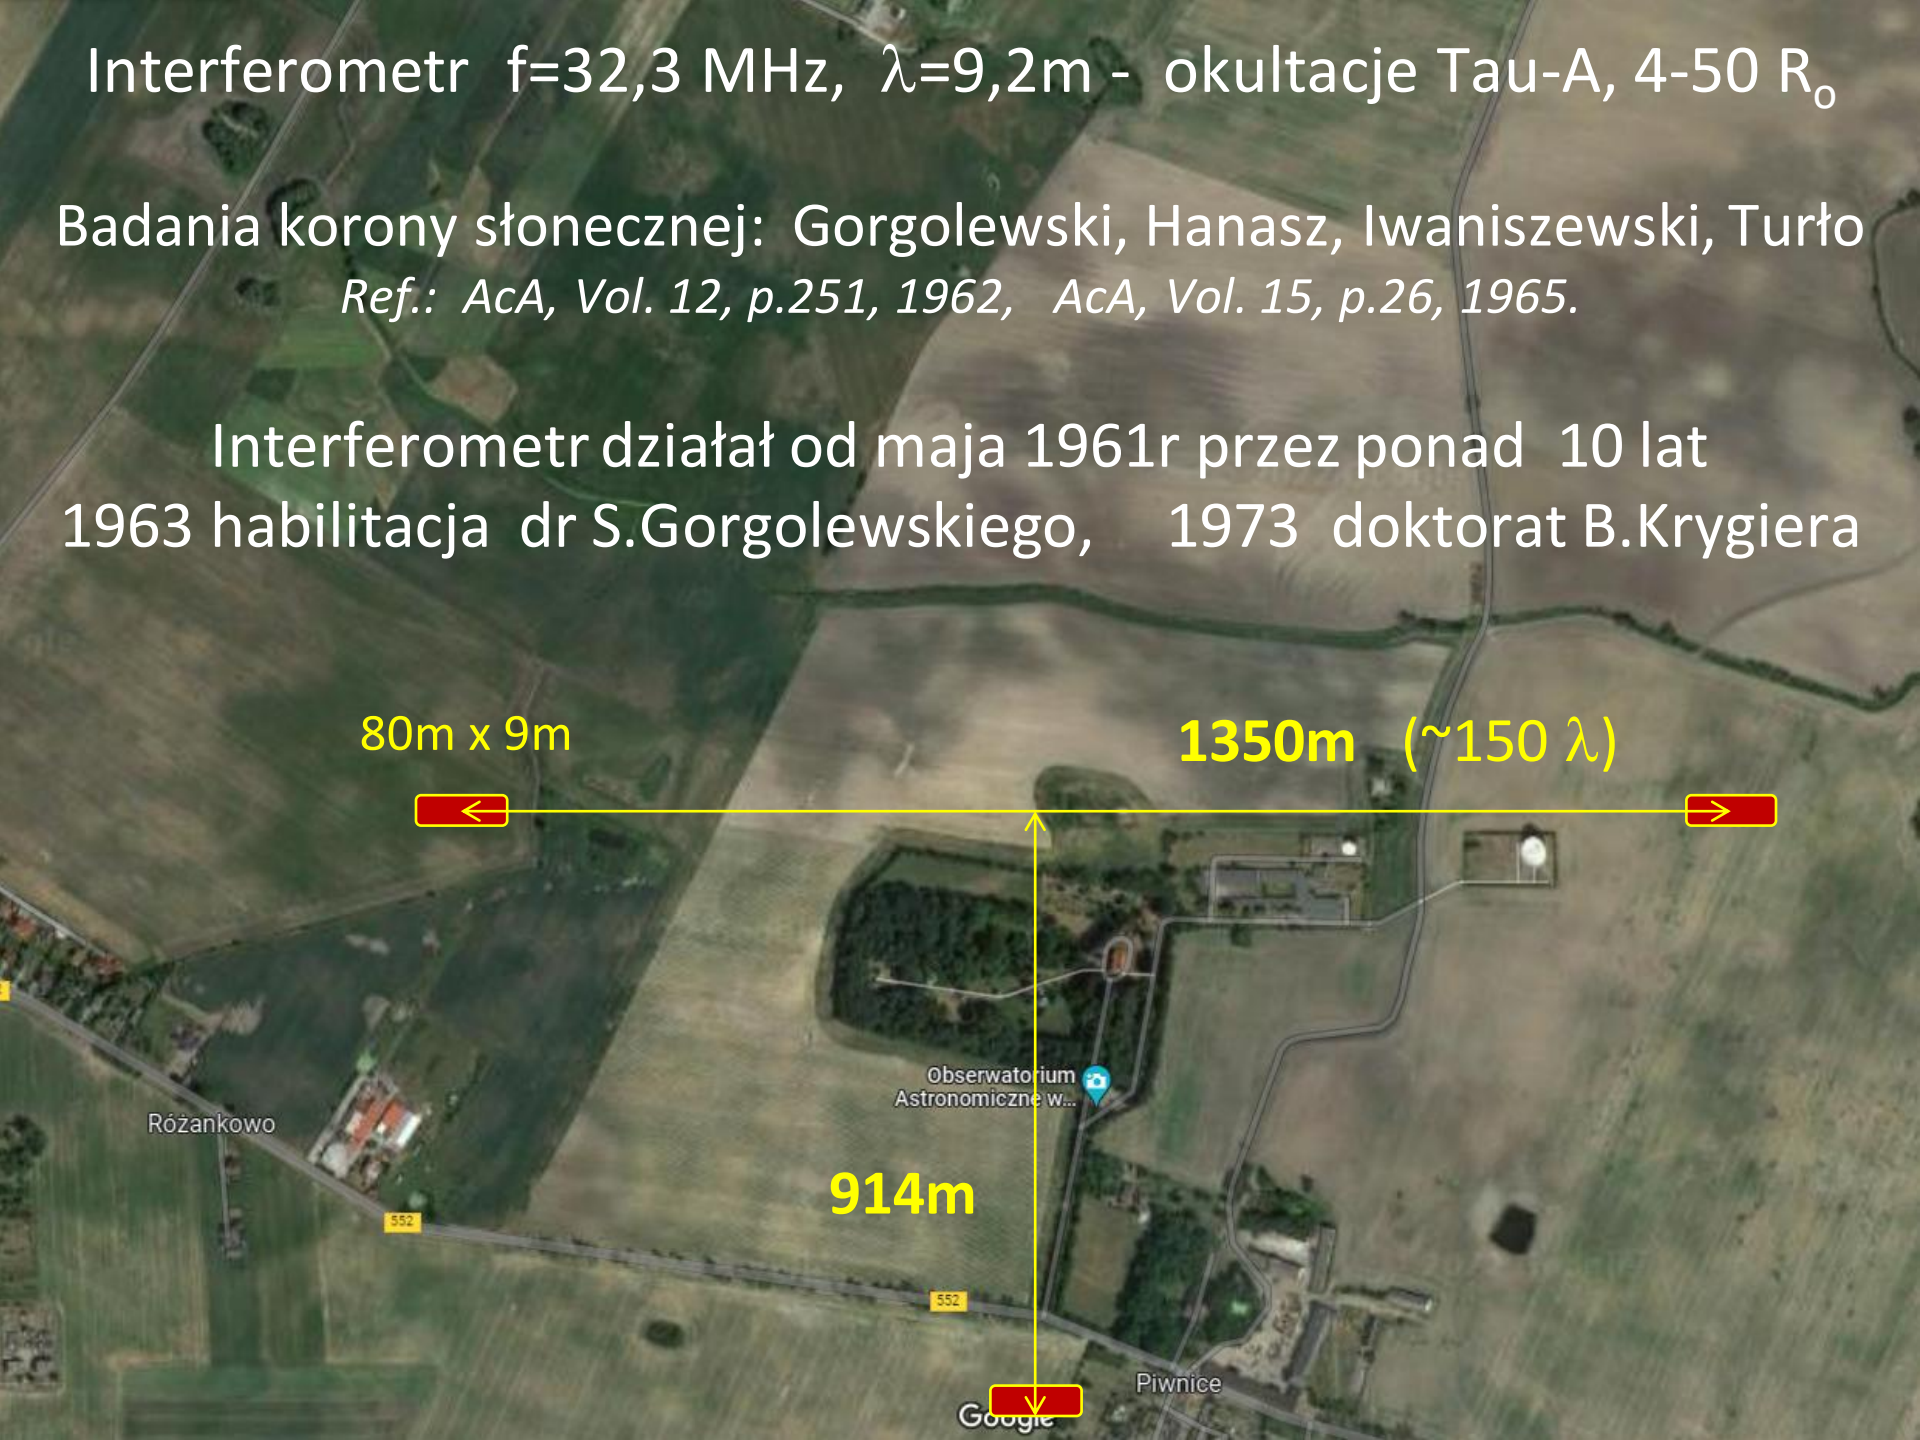 Interferometr f=32,3 MHz, λ=9,2m - okultacje Tau-A, 4-50 Ro
Badania korony słonecznej: Gorgolewski, Hanasz, Iwaniszewski, Turło
Ref.: AcA, Vol. 12, p.251, 1962, AcA, Vol. 15, p.26, 1965.
Interferometr działał od maja 1961r przez ponad 10 lat
1963 habilitacja dr S.Gorgolewskiego, 1973 doktorat B.Krygiera
80m x 9m
1350m (~150 λ)
Obserwatorium
Astronomiczne w...
Różankowo
914m
552
552
Piwnice
Google